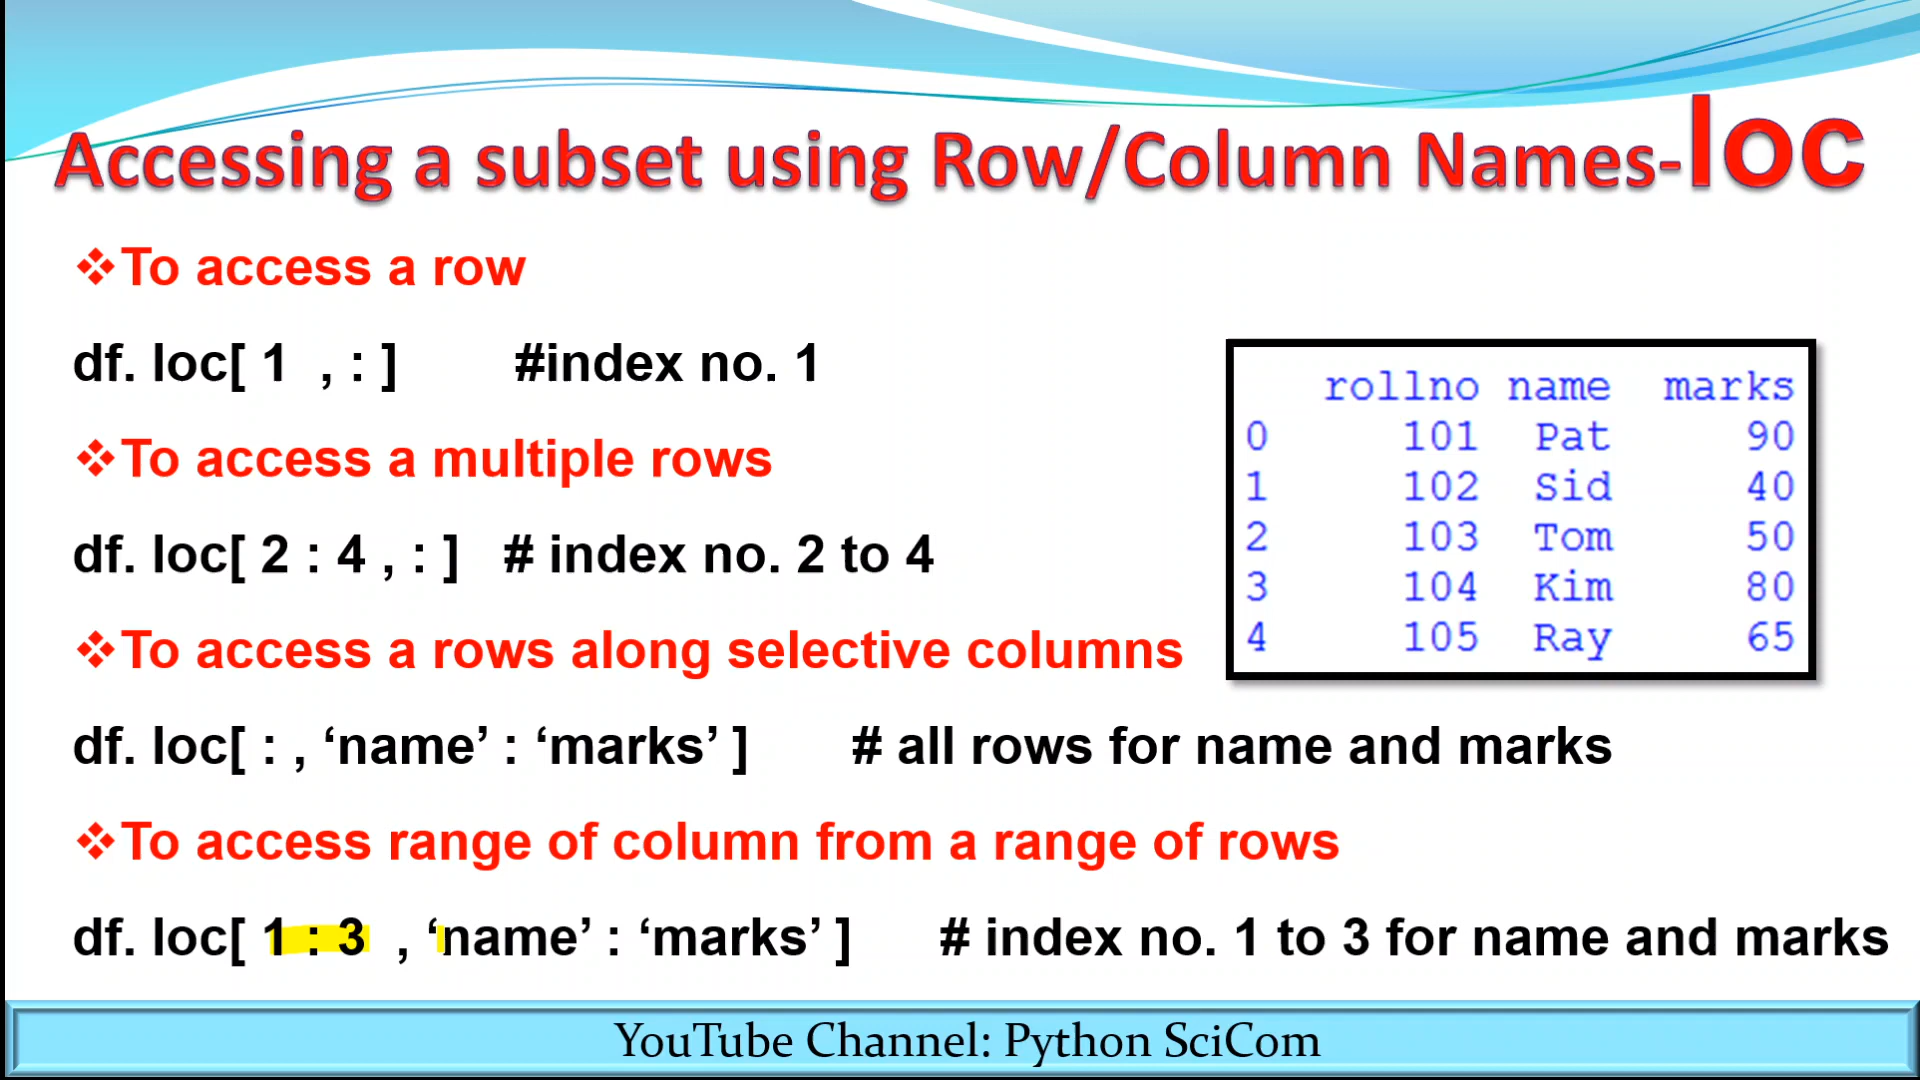 Accessing a subset using Row/Column Names-loc
❖To access a row
df. loc[ 1 , : ] #index no. 1
❖To access a multiple rows
df. loc[ 2 : 4 , : ] # index no. 2 to 4
❖To access a rows along selective columns
df. loc[ : , ‘name’ : ‘marks’ ] # all rows for name and marks
❖To access range of column from a range of rows
df. loc[ 1 : 3 , ‘name’ : ‘marks’ ] # index no. 1 to 3 for name and marks
rollno name marks
0 101 Pat 90
1 102 Sid 40
2 103 Tom 50
3 104 Kim 80
4 105 Ray 65
YouTube Channel: Python SciCom